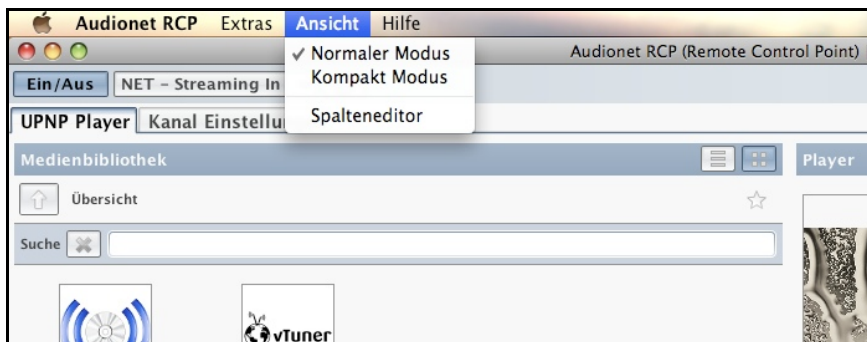 Audionet RCP Extras Ansicht Hilfe
✓ Normaler Modus
Kompakt Modus
Spalteneditor
Audionet RCP (Remote Control Point)
Ein/Aus NET – Streaming In
UPNP Player Kanal
Medienbibliothek Player
Übersicht
Suche
vTuner